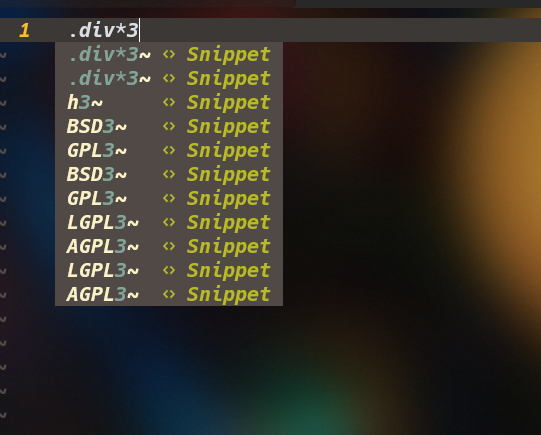 1 .div*3
.div*3~ <> Snippet
.div*3~ <> Snippet
h3~ <> Snippet
BSD3~ <> Snippet
GPL3~ <> Snippet
BSD3~ <> Snippet
GPL3~ <> Snippet
LGPL3~ <> Snippet
AGPL3~ <> Snippet
LGPL3~ <> Snippet
AGPL3~ <> Snippet